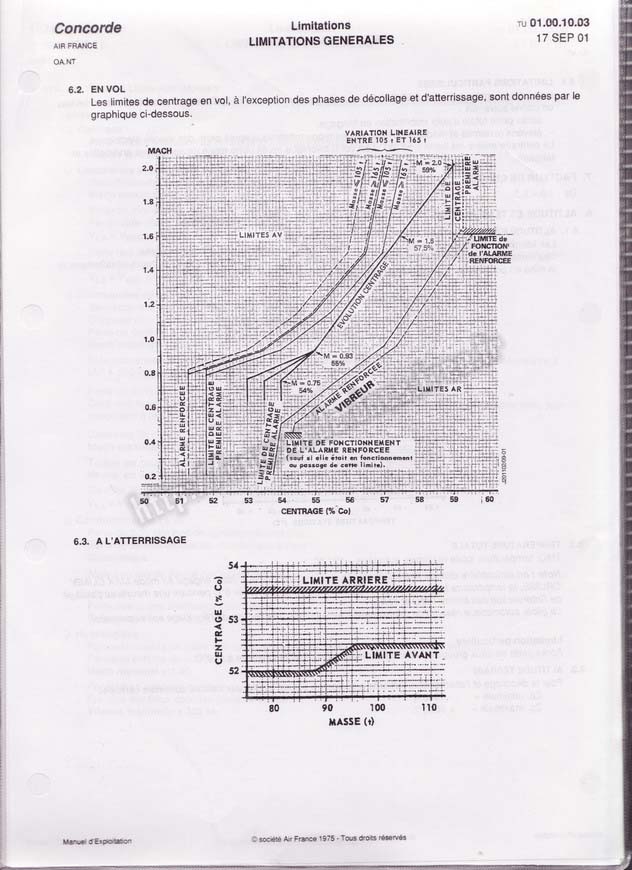 Concorde
AIR FRANCE
OA.NT
Limitations
LIMITATIONS GENERALES
TU 01.00.10.03
17 SEP 01
6.2. EN VOL
Les limites de centrage en vol, à l'exception des phases de décollage et d'atterrissage, sont données par le
graphique ci-dessous.
VARIATION LINEAIRE
ENTRE 105 t ET 165 t
MACH
2.0
1.8
1.6
1.4
1.2
1.0
0.8
0.6
0.4
0.2
Masse ≤ 105 t
Masse ≥ 165 t
Masse ≤ 105 t
Masse ≥ 165 t
M = 2.0
59%
LIMITE DE
CENTRAGE
PREMIERE
ALARME
LIMITES AV
M = 1.6
57.5%
LIMITE de
FONCTION
de l'ALARME
RENFORCEE
EVOLUTION CENTRAGE
M = 0.93
55%
M = 0.75
54%
ALARME RENFORCEE
VIBREUR
LIMITES AR
ALARME RENFORCEE
LIMITE DE CENTRAGE
PREMIERE ALARME
LIMITE DE CENTRAGE
PREMIERE ALARME
LIMITE DE FONCTIONNEMENT
DE L'ALARME RENFORCEE
(sauf si elle était en fonctionnement
au passage de cette limite).
50 51 52 53 54 55 56 57 58 59 60
CENTRAGE (% Co)
6.3. A L'ATTERRISSAGE
CENTRAGE (% Co)
54
53
52
LIMITE ARRIERE
LIMITE AVANT
80 90 100 110
MASSE (t)
Manuel d'Exploitation
© société Air France 1975 - Tous droits réservés